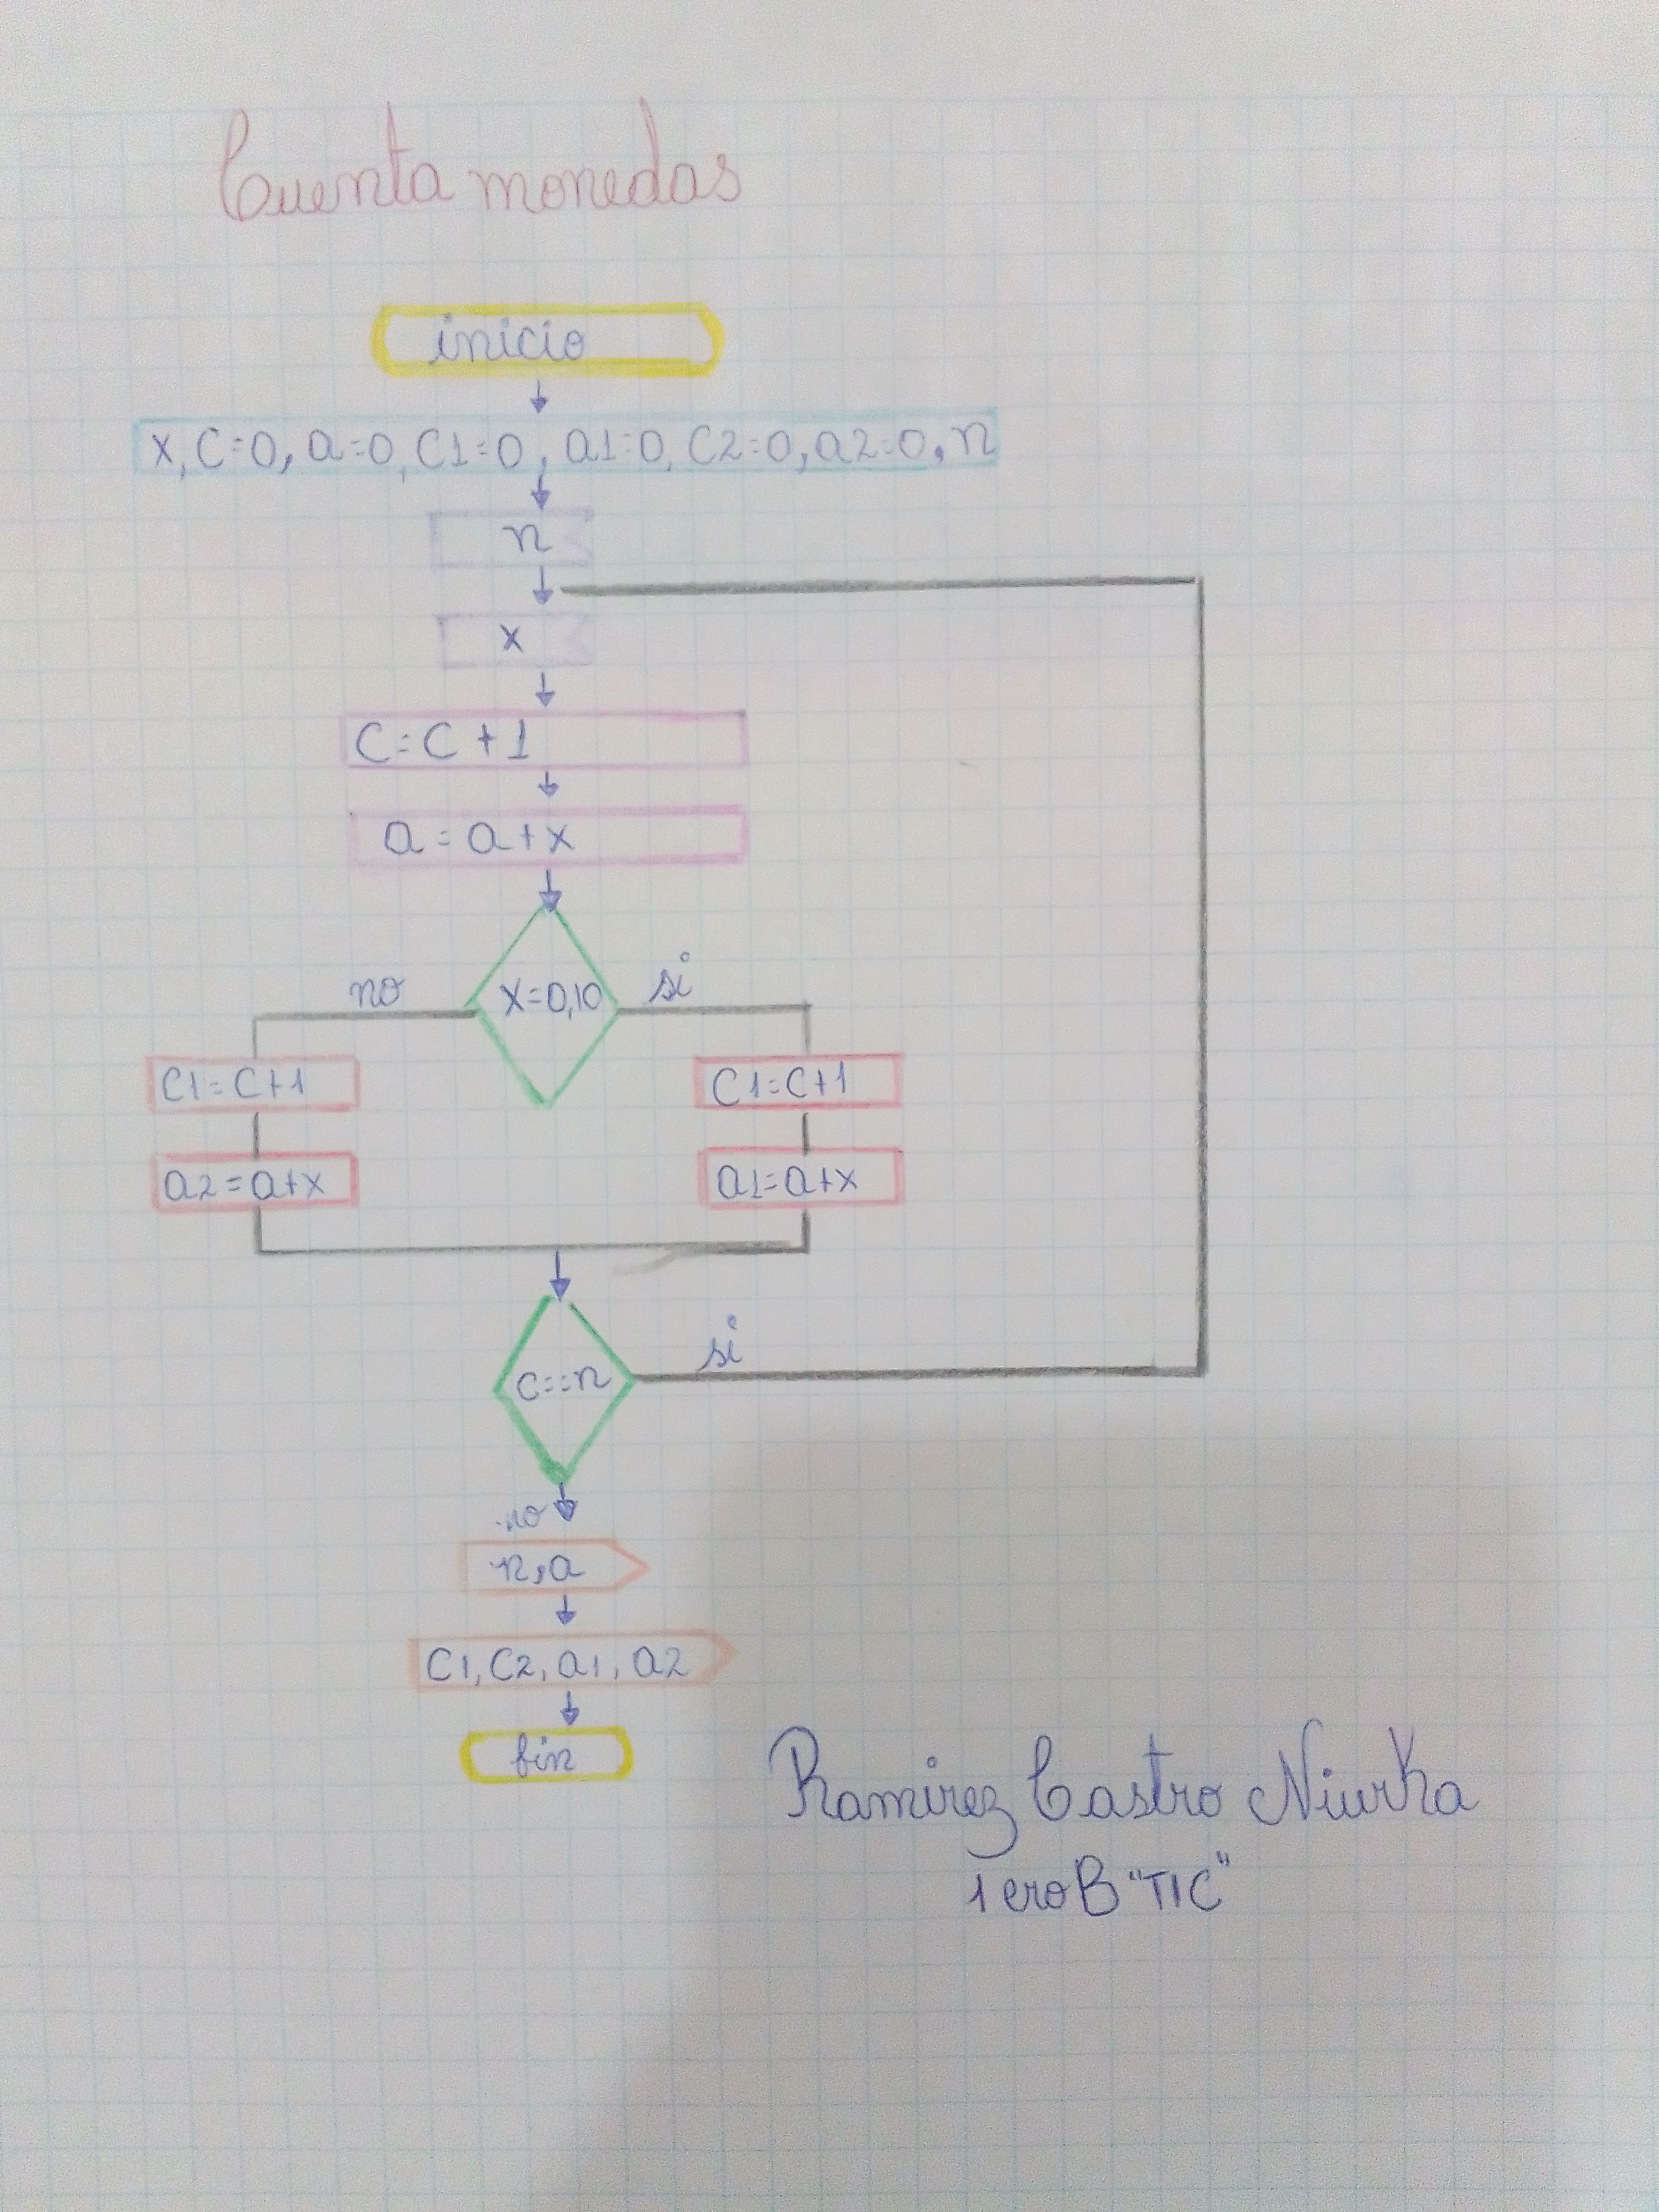 Cuenta monedas
inicio
x, C=0, a=0, C1=0, a1=0, C2=0, a2=0, n
n
x
C=C+1
a=a+x
no X=0,10 si
C1=C+1 C1=C+1
a2=a+x a1=a+x
si
C==n
no
n,a
C1, C2, a1, a2
fin
Ramirez Castro Niurka
1eroB "TIC"